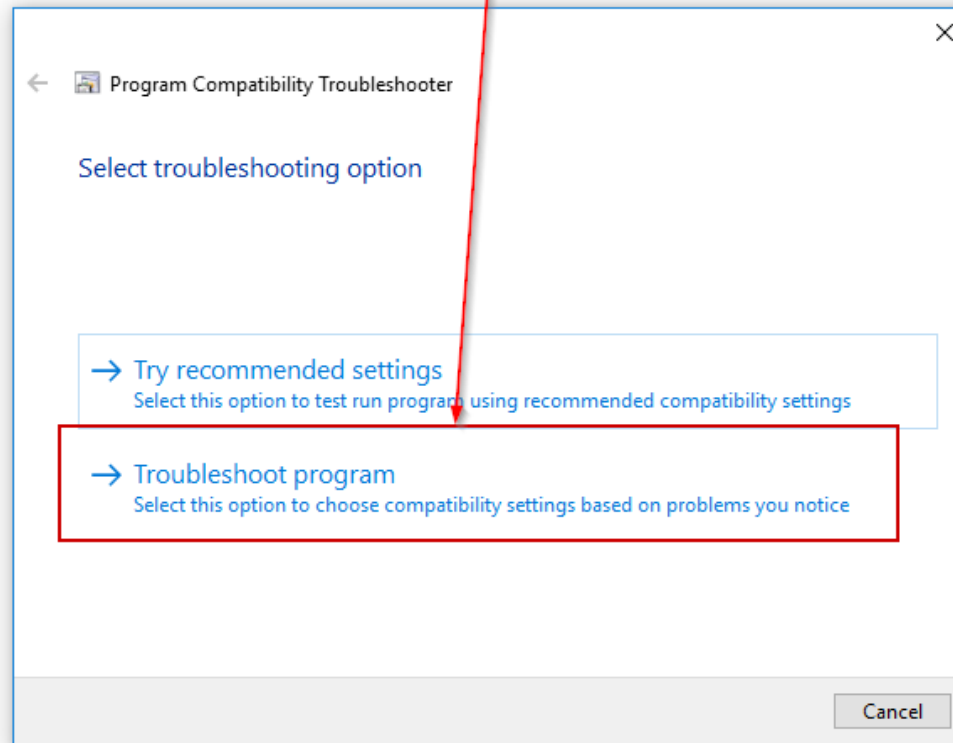 Program Compatibility Troubleshooter
Select troubleshooting option
Try recommended settings
Select this option to test run program using recommended compatibility settings
Troubleshoot program
Select this option to choose compatibility settings based on problems you notice
Cancel